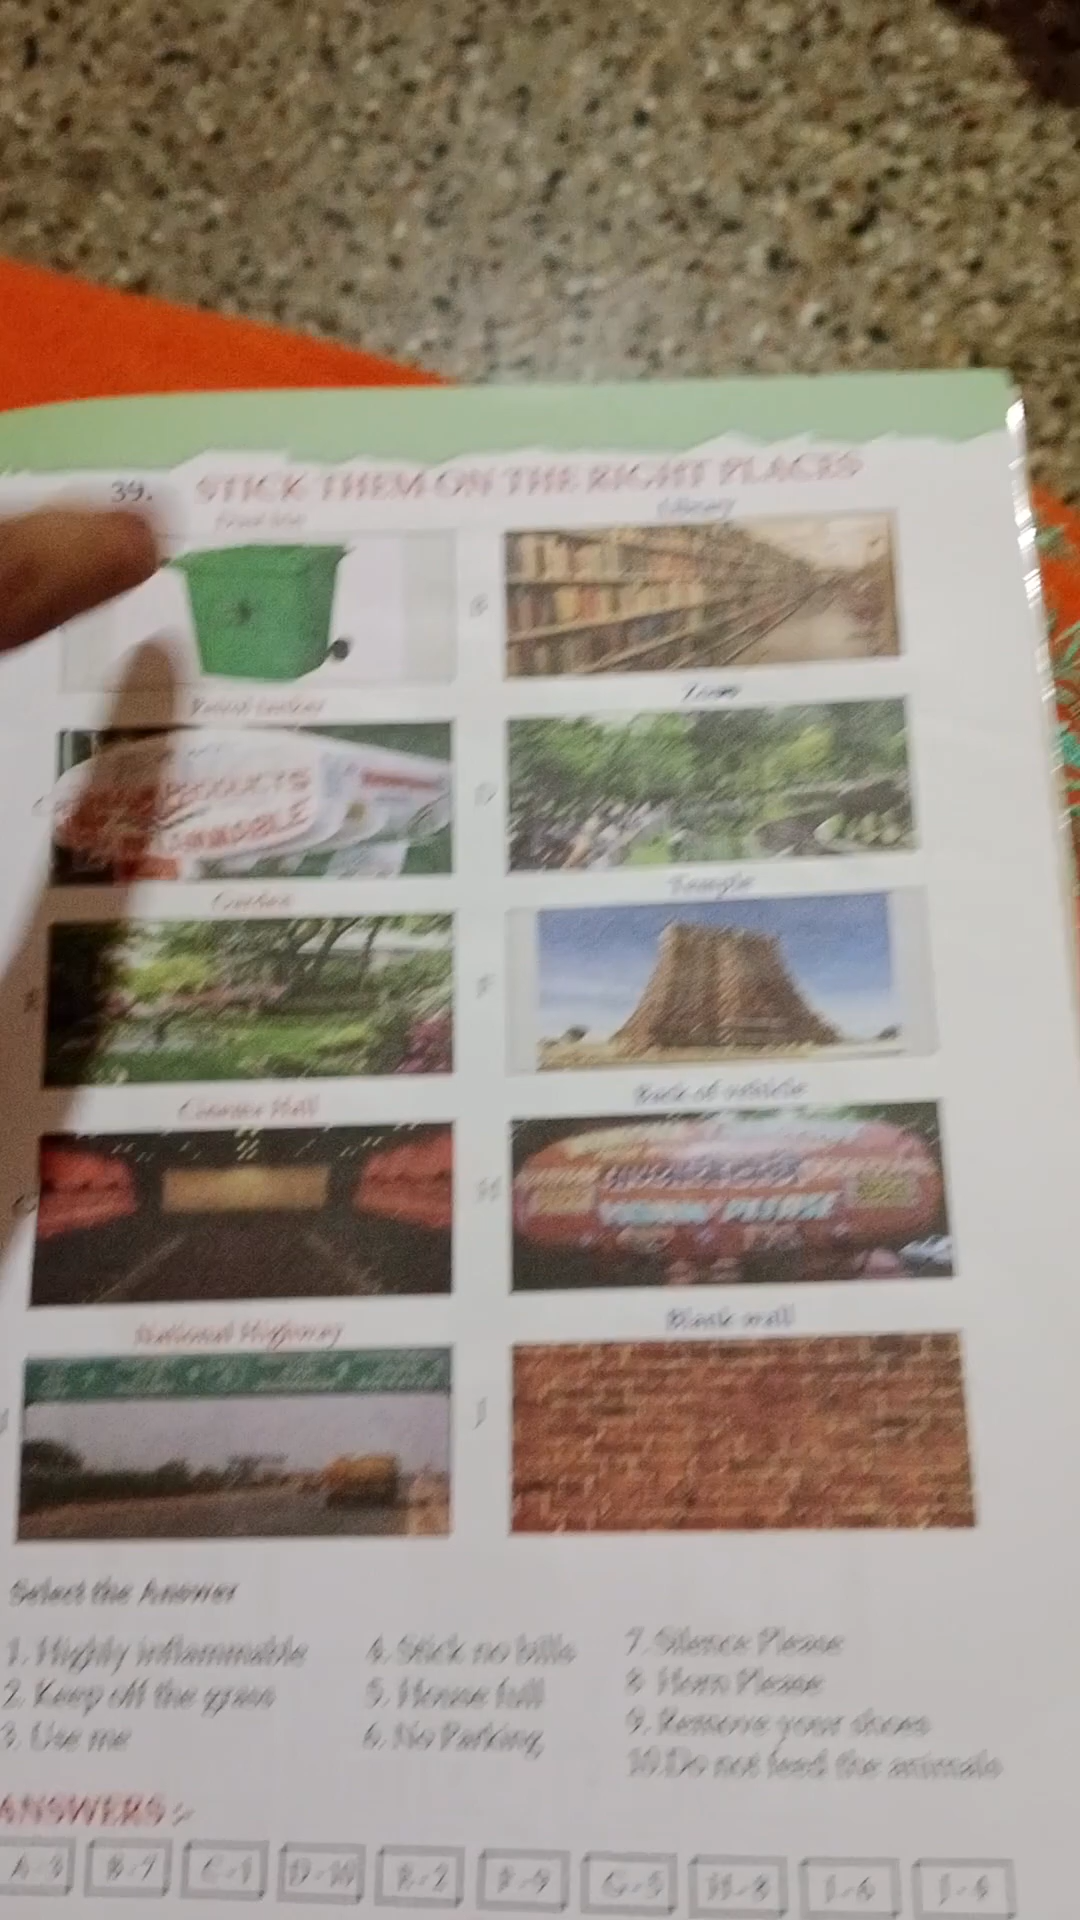 39. STICK THEM ON THE RIGHT PLACES
Library
B
Zoo
PRODUCTS
D
Garden
Temple
E
F
Cinema Hall
Back of vehicle
G
H
National Highway
Blank wall
J
Select the Answer
1. Highly inflammable
2. Keep off the grass
3. Use me
4. Stick no bills
5. House full
6. No Parking
7. Silence Please
8. Horn Please
9. Remove your shoes
10. Do not feed the animals
ANSWERS :-
A-3 B-7 C-1 D-10 E-2 F-9 G-5 H-8 I-6 J-4